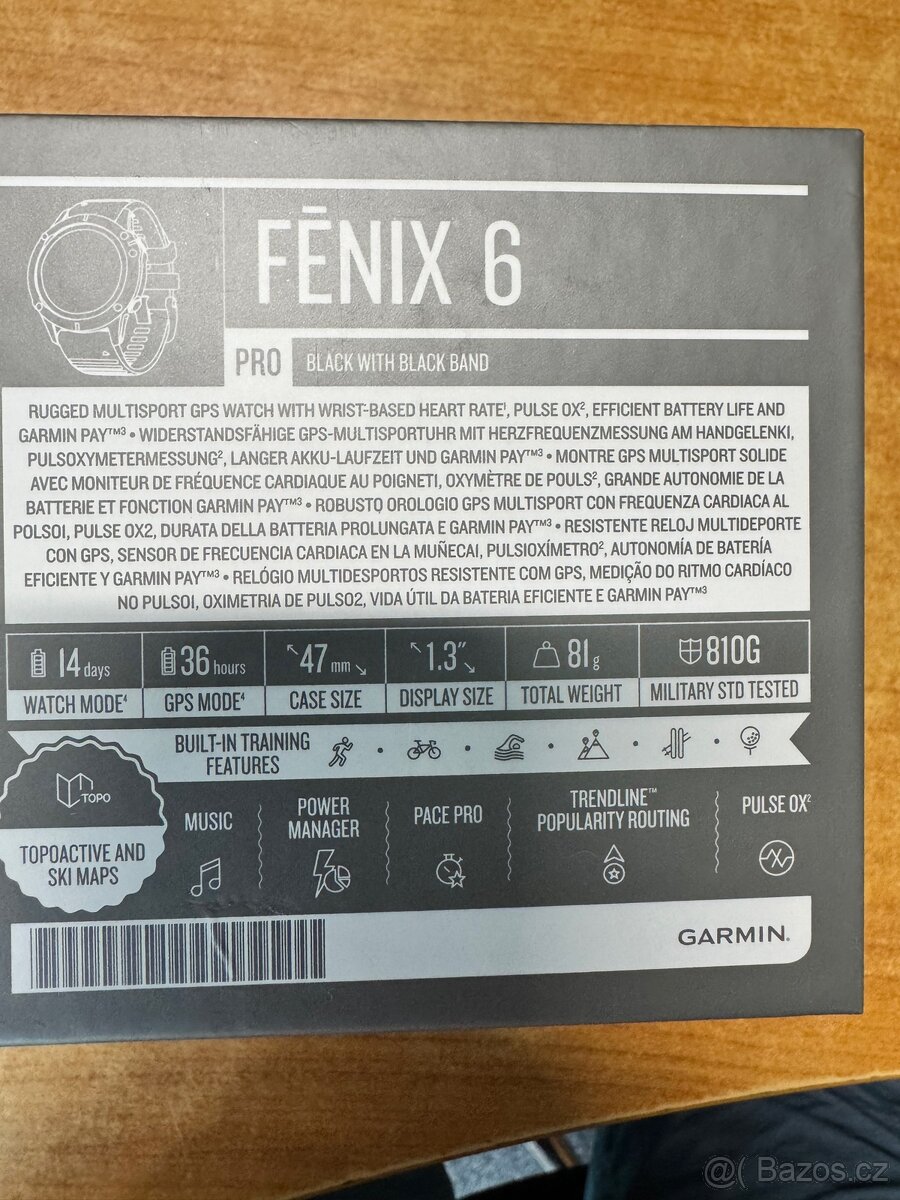 FĒNIX 6
PRO BLACK WITH BLACK BAND
RUGGED MULTISPORT GPS WATCH WITH WRIST-BASED HEART RATE¹, PULSE OX², EFFICIENT BATTERY LIFE AND
GARMIN PAY™³ • WIDERSTANDSFÄHIGE GPS-MULTISPORTUHR MIT HERZFREQUENZMESSUNG AM HANDGELENKI,
PULSOXYMETERMESSUNG², LANGER AKKU-LAUFZEIT UND GARMIN PAY™³ • MONTRE GPS MULTISPORT SOLIDE
AVEC MONITEUR DE FRÉQUENCE CARDIAQUE AU POIGNETI, OXYMÈTRE DE POULS², GRANDE AUTONOMIE DE LA
BATTERIE ET FONCTION GARMIN PAY™³ • ROBUSTO OROLOGIO GPS MULTISPORT CON FREQUENZA CARDIACA AL
POLSOI, PULSE OX2, DURATA DELLA BATTERIA PROLUNGATA E GARMIN PAY™³ • RESISTENTE RELOJ MULTIDEPORTE
CON GPS, SENSOR DE FRECUENCIA CARDIACA EN LA MUÑECAI, PULSIOXÍMETRO², AUTONOMÍA DE BATERÍA
EFICIENTE Y GARMIN PAY™³ • RELÓGIO MULTIDESPORTOS RESISTENTE COM GPS, MEDIÇÃO DO RITMO CARDÍACO
NO PULSOI, OXIMETRIA DE PULSO2, VIDA ÚTIL DA BATERIA EFICIENTE E GARMIN PAY™³
14 days 36 hours 47 mm 1.3″ 81 g 810G
WATCH MODE⁴ GPS MODE⁴ CASE SIZE DISPLAY SIZE TOTAL WEIGHT MILITARY STD TESTED
BUILT-IN TRAINING
FEATURES
TOPO
TOPOACTIVE AND
SKI MAPS
MUSIC
POWER
MANAGER
PACE PRO
TRENDLINE™
POPULARITY ROUTING
PULSE OX²
GARMIN.
@( Bazos.cz